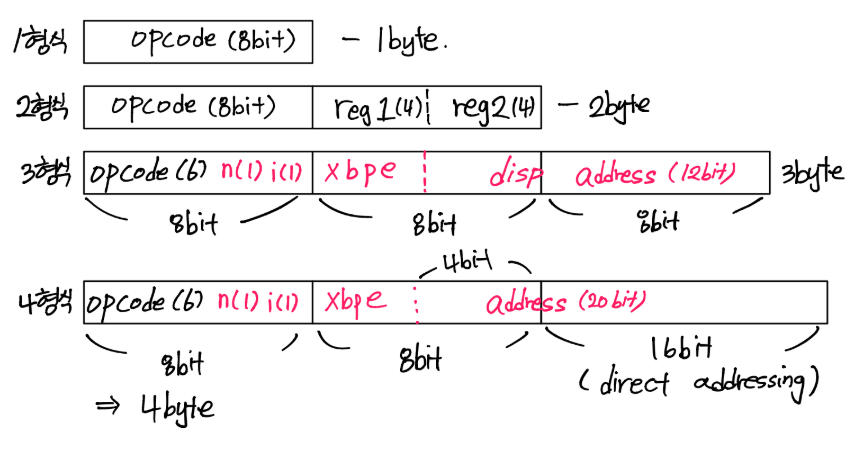 1형식 opcode (8bit) - 1byte.
2형식 opcode (8bit) reg1(4) reg2(4) - 2byte
3형식 opcode(6) n(1) i(1) xbpe disp address (12bit) 3byte
8bit 8bit 8bit
4bit
4형식 opcode(6) n(1) i(1) xbpe address (20bit)
8bit 8bit 16bit
(direct addressing)
⇒ 4byte